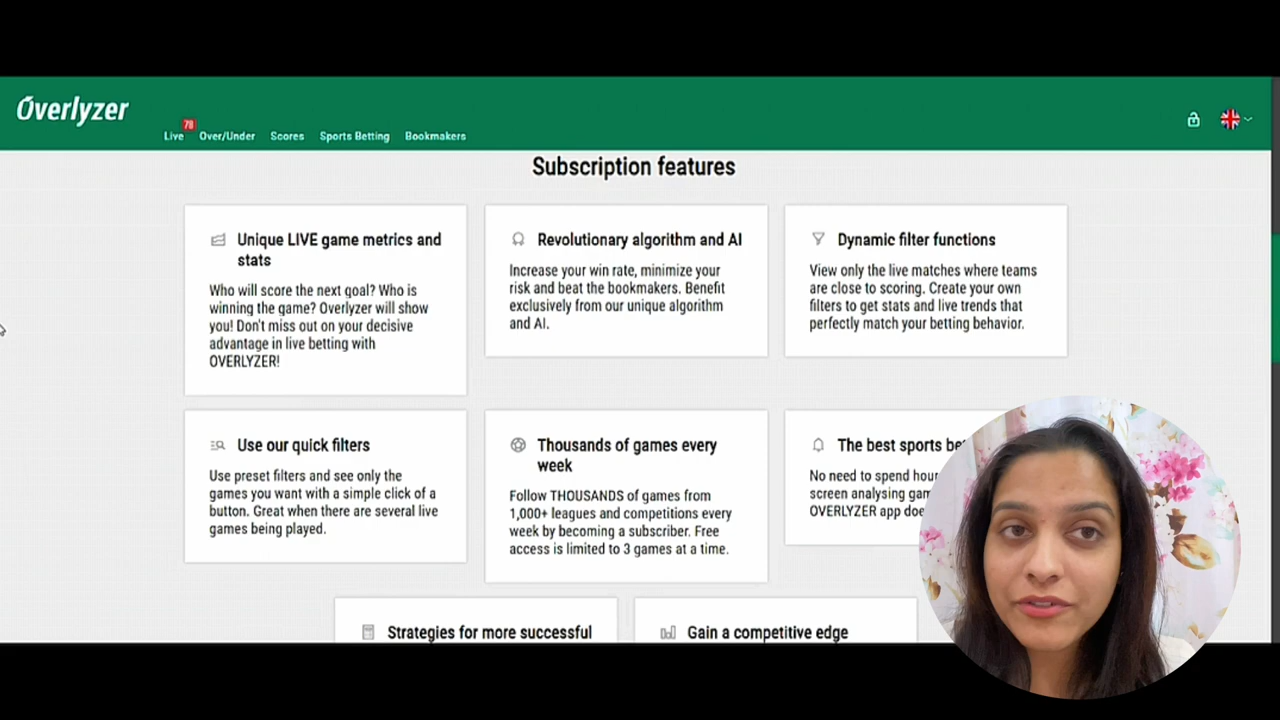 Overlyzer
78
Live Over/Under Scores Sports Betting Bookmakers
Subscription features
Unique LIVE game metrics and
stats
Who will score the next goal? Who is
winning the game? Overlyzer will show
you! Don't miss out on your decisive
advantage in live betting with
OVERLYZER!
Revolutionary algorithm and AI
Increase your win rate, minimize your
risk and beat the bookmakers. Benefit
exclusively from our unique algorithm
and AI.
Dynamic filter functions
View only the live matches where teams
are close to scoring. Create your own
filters to get stats and live trends that
perfectly match your betting behavior.
Use our quick filters
Use preset filters and see only the
games you want with a simple click of a
button. Great when there are several live
games being played.
Thousands of games every
week
Follow THOUSANDS of games from
1,000+ leagues and competitions every
week by becoming a subscriber. Free
access is limited to 3 games at a time.
The best sports
No need to spend
screen analysing
OVERLYZER app
Strategies for more successful
Gain a competitive edge